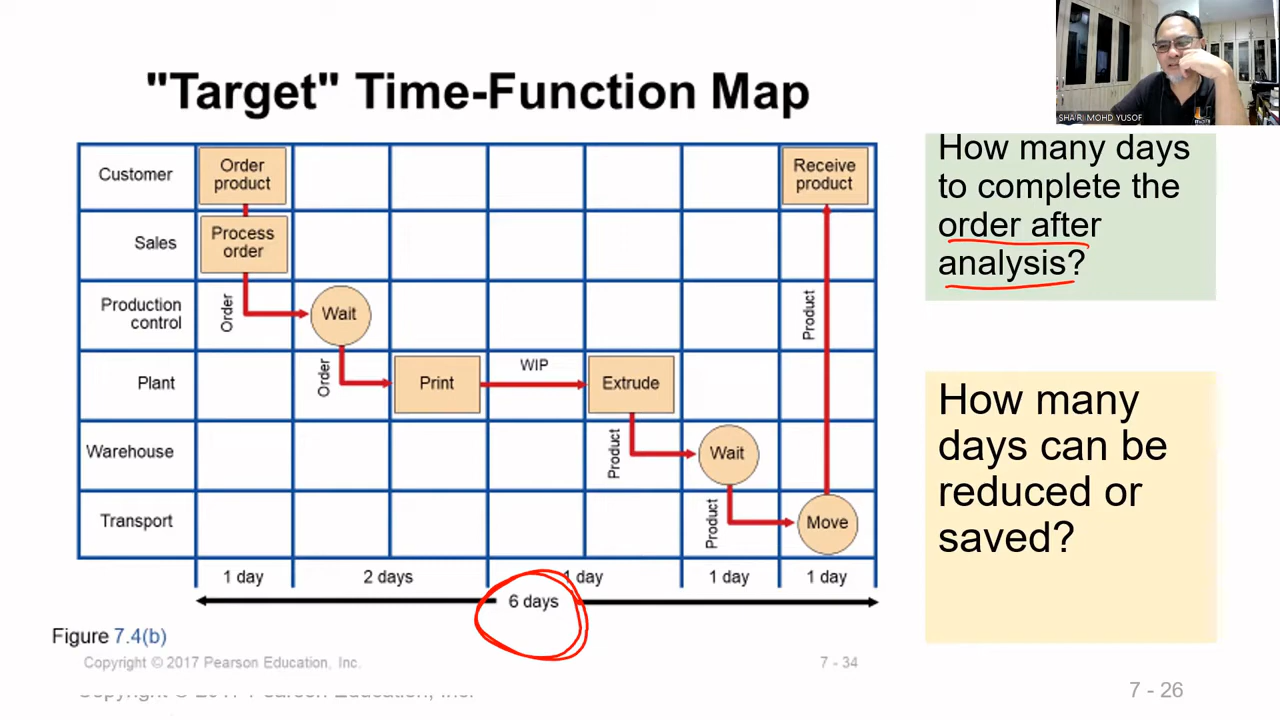 "Target" Time-Function Map
SHA'RI MOHD YUSOF
How many days
to complete the
order after
analysis?
Customer
Order
product
Receive
product
Sales
Process
order
Production
control
Order
Wait
Product
Plant
Order
Print
WIP
Extrude
Warehouse
Product
Wait
Transport
Product
Move
1 day
2 days
1 day
1 day
1 day
6 days
How many
days can be
reduced or
saved?
Figure 7.4(b)
Copyright © 2017 Pearson Education, Inc.
7 - 34
7 - 26